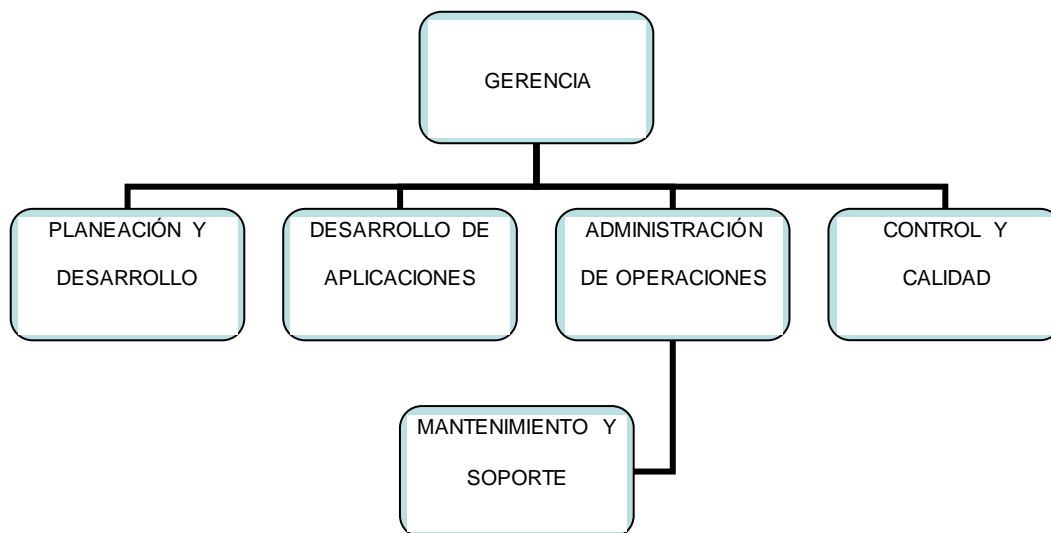 GERENCIA
PLANEACIÓN Y
DESARROLLO
DESARROLLO DE
APLICACIONES
ADMINISTRACIÓN
DE OPERACIONES
CONTROL Y
CALIDAD
MANTENIMIENTO Y
SOPORTE